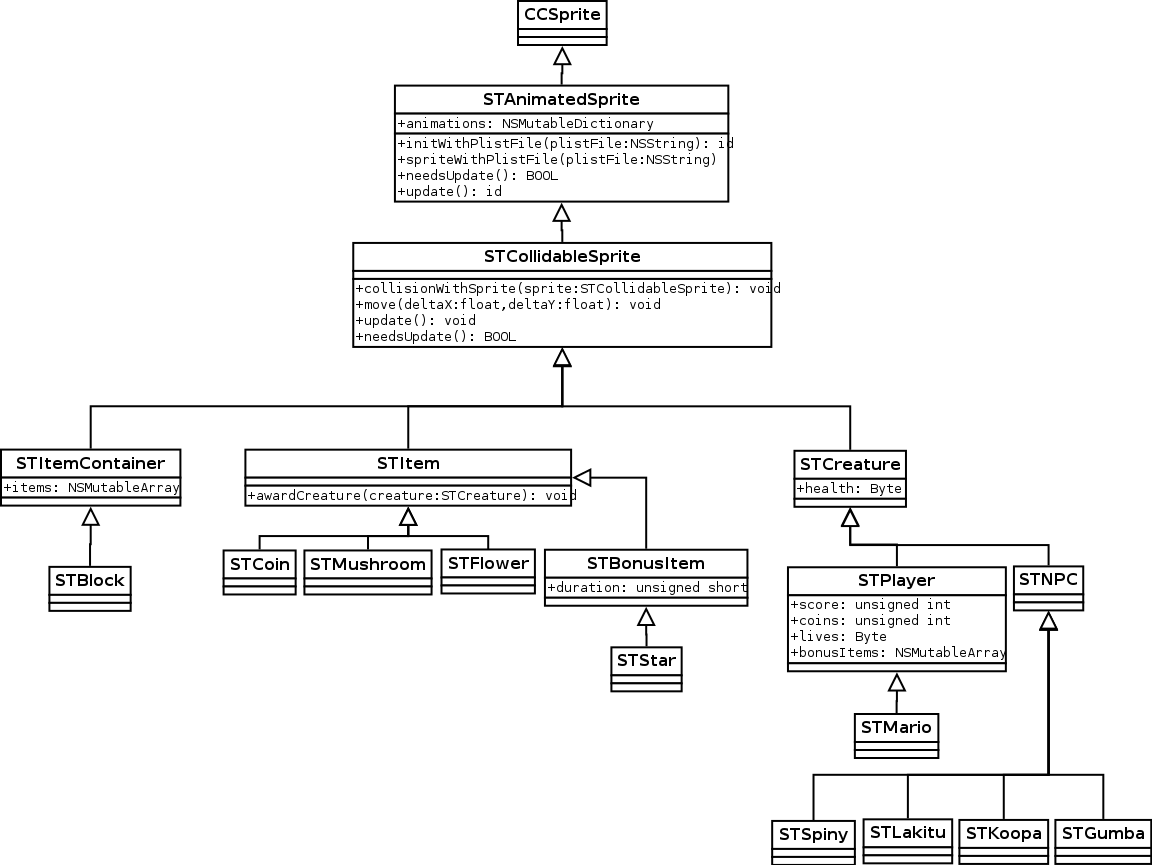 CCSprite
STAnimatedSprite
+animations: NSMutableDictionary
+initWithPlistFile(plistFile:NSString): id
+spriteWithPlistFile(plistFile:NSString)
+needsUpdate(): BOOL
+update(): id
STCollidableSprite
+collisionWithSprite(sprite:STCollidableSprite): void
+move(deltaX:float,deltaY:float): void
+update(): void
+needsUpdate(): BOOL
STItemContainer
+items: NSMutableArray
STItem
+awardCreature(creature:STCreature): void
STCreature
+health: Byte
STBlock
STCoin
STMushroom
STFlower
STBonusItem
+duration: unsigned short
STStar
STPlayer
+score: unsigned int
+coins: unsigned int
+lives: Byte
+bonusItems: NSMutableArray
STNPC
STMario
STSpiny
STLakitu
STKoopa
STGumba